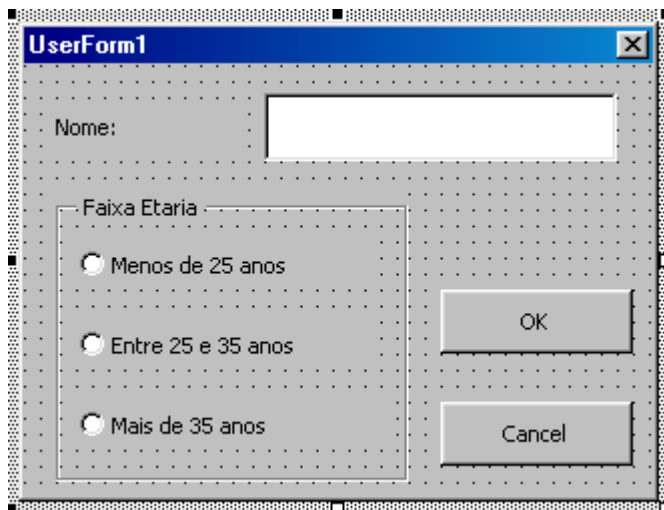 UserForm1
Nome:
Faixa Etaria
Menos de 25 anos
Entre 25 e 35 anos
Mais de 35 anos
OK
Cancel